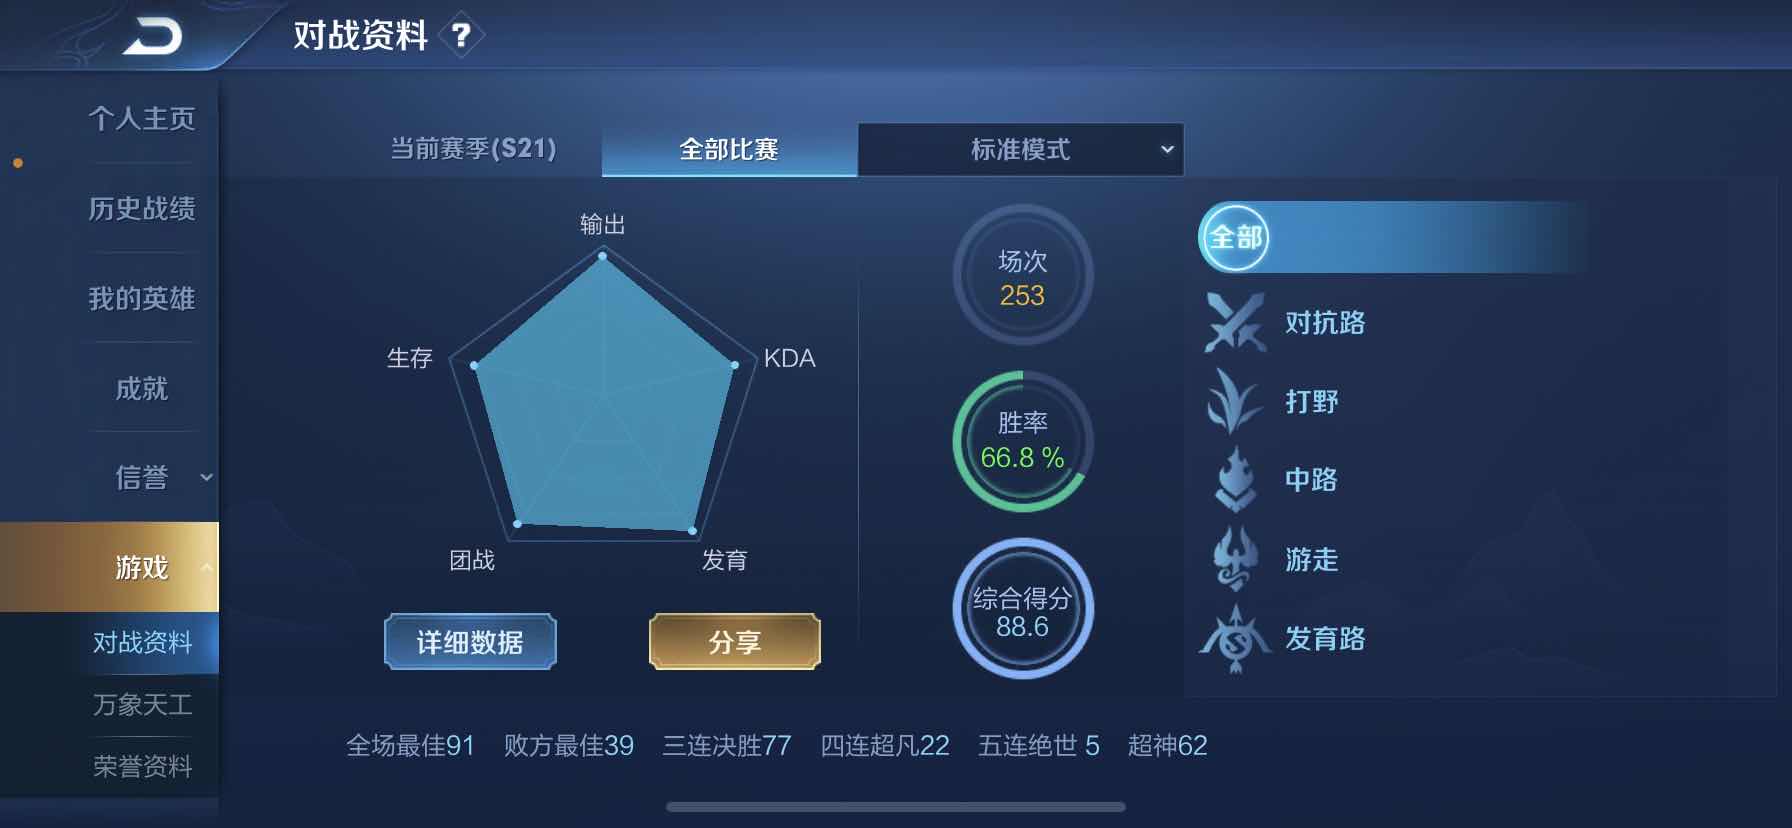 对战资料 ?
个人主页
历史战绩
我的英雄
成就
信誉
游戏
对战资料
万象天工
荣誉资料
当前赛季(S21)
全部比赛
标准模式
输出
KDA
发育
团战
生存
详细数据
分享
场次
253
胜率
66.8 %
综合得分
88.6
全部
对抗路
打野
中路
游走
发育路
全场最佳91 败方最佳39 三连决胜77 四连超凡22 五连绝世 5 超神62